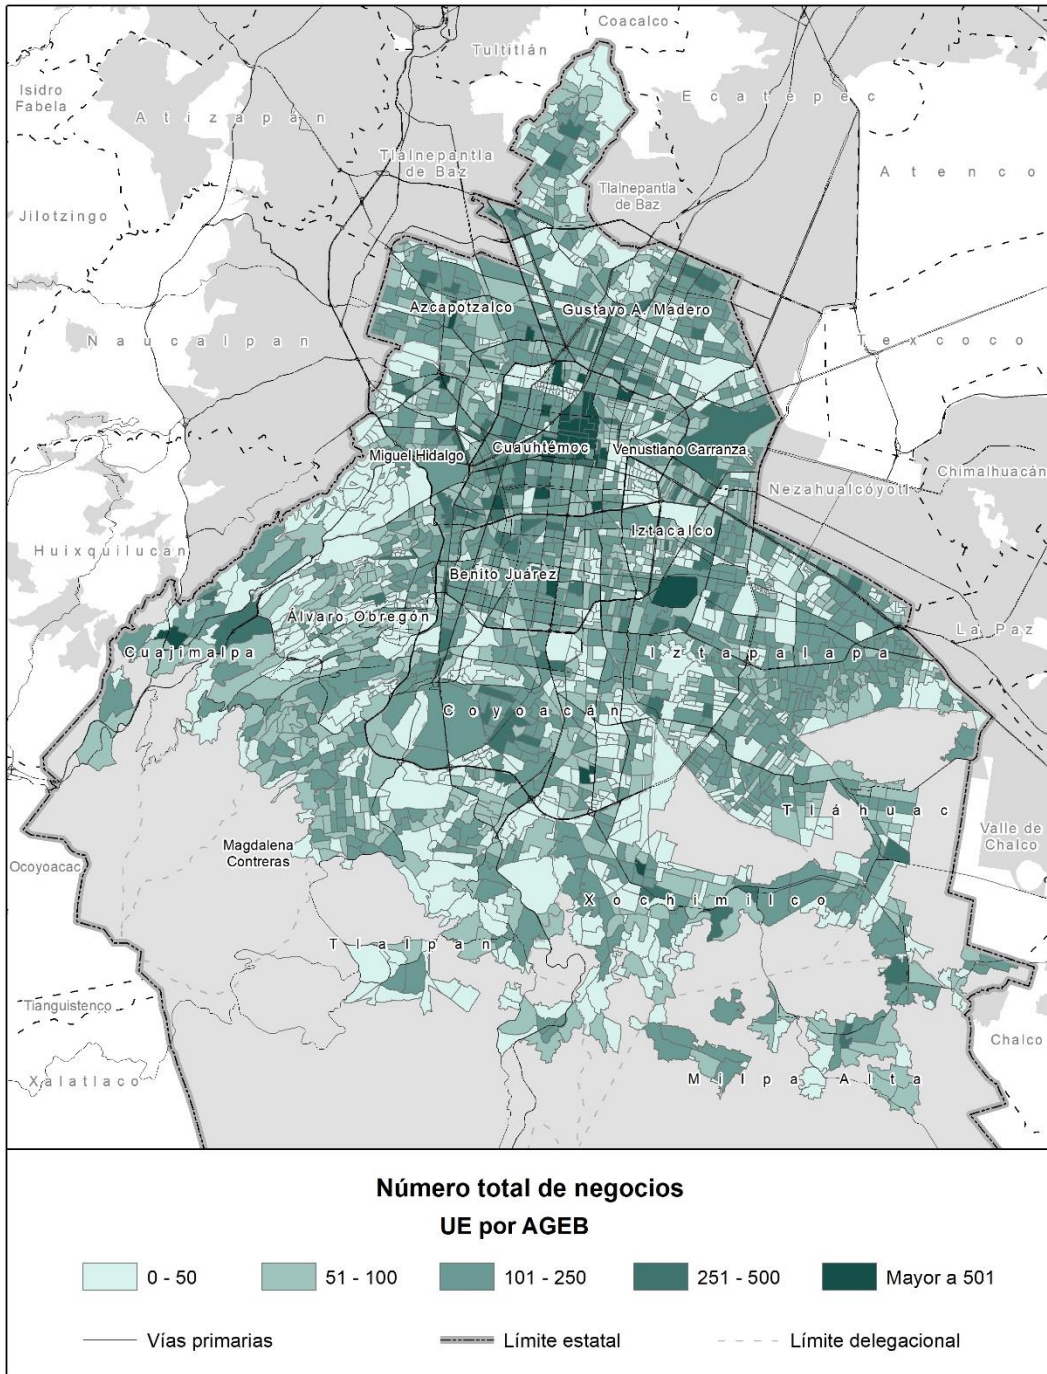 Coacalco
Tultitlán
Isidro
Fabela
Ecatepec
Atizapán
Tlalnepantla
de Baz
Atenco
Tlalnepantla
de Baz
Jilotzingo
Azcapotzalco
Gustavo A. Madero
Naucalpan
Texcoco
Cuauhtémoc
Miguel Hidalgo
Venustiano Carranza
Chimalhuacán
Nezahualcóyotl
Iztacalco
Huixquilucan
Benito Juárez
Álvaro Obregón
La Paz
Cuajimalpa
Iztapalapa
Coyoacán
Tláhuac
Magdalena
Contreras
Valle de
Chalco
Ocoyoacac
Xochimilco
Tlalpan
Tianguistenco
Chalco
Xalatlaco
Milpa Alta
Número total de negocios
UE por AGEB
0 - 50
51 - 100
101 - 250
251 - 500
Mayor a 501
Vías primarias
Límite estatal
Límite delegacional